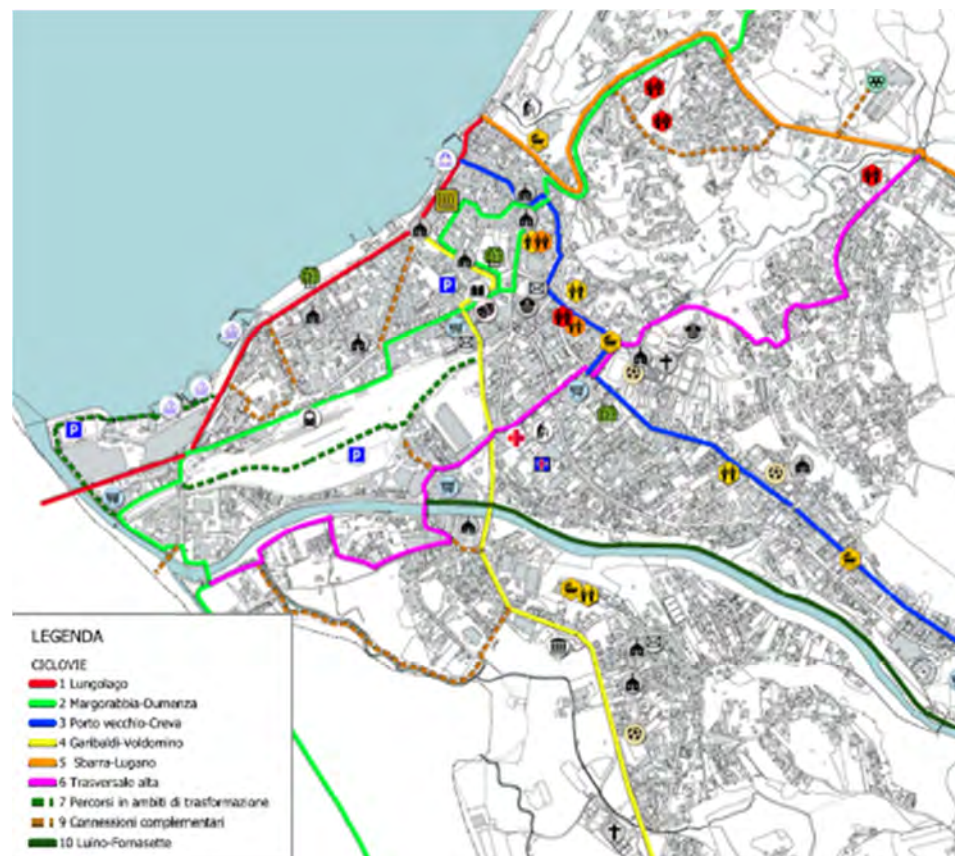 P
P
P
LEGENDA
CICLOVIE
1 Lungolago
2 Margorabbia-Dumenza
3 Porto vecchio-Creva
4 Garibaldi-Voldomino
5 Sbarra-Lugano
6 Trasversale alta
7 Percorsi in ambiti di trasformazione
9 Connessioni complementari
10 Luino-Fornasette